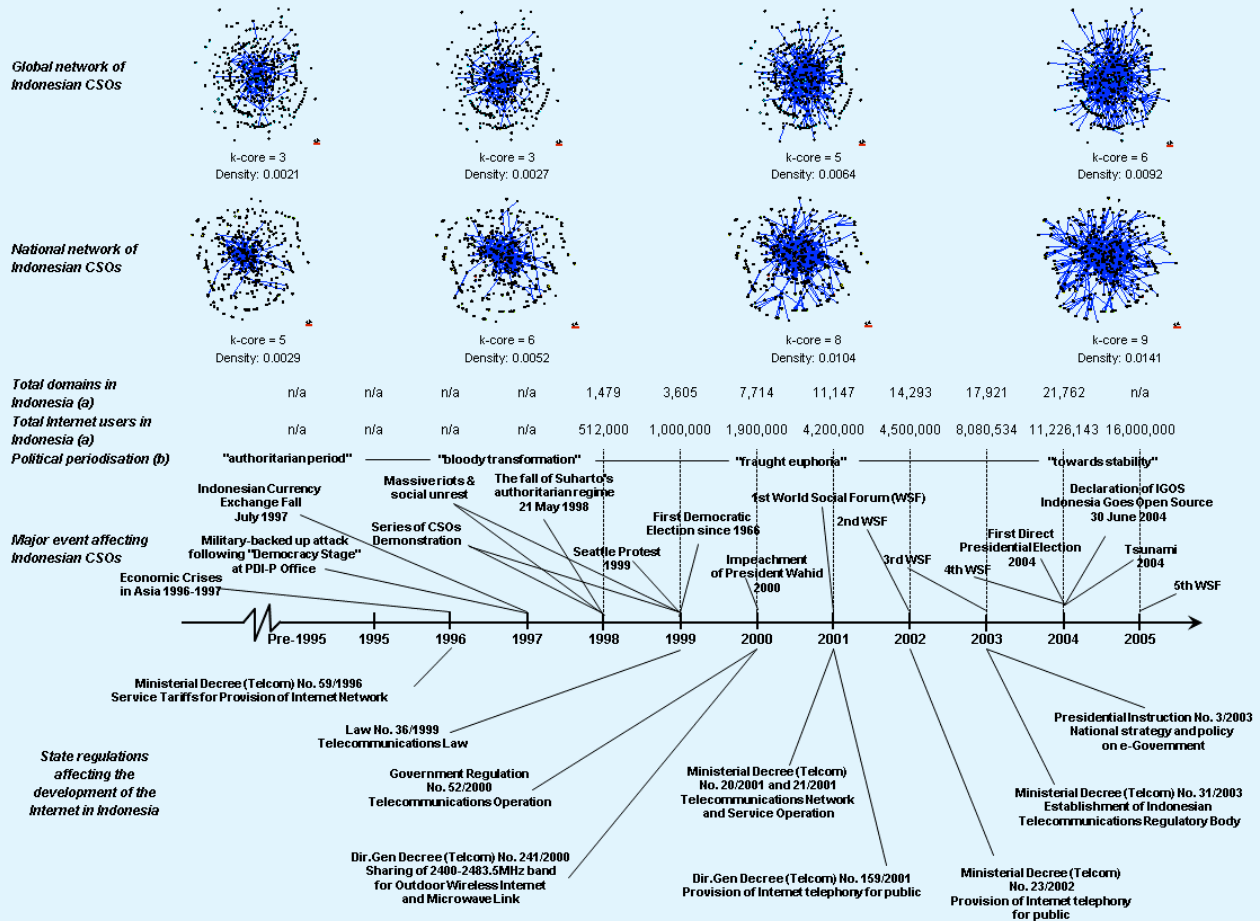 Global network of
Indonesian CSOs
k-core = 3
Density: 0.0021
k-core = 3
Density: 0.0027
k-core = 5
Density: 0.0064
k-core = 6
Density: 0.0092
National network of
Indonesian CSOs
k-core = 5
Density: 0.0029
k-core = 6
Density: 0.0052
k-core = 8
Density: 0.0104
k-core = 9
Density: 0.0141
Total domains in
Indonesia (a)
n/a n/a n/a n/a 1,479 3,605 7,714 11,147 14,293 17,921 21,762 n/a
Total Internet users in
Indonesia (a)
n/a n/a n/a n/a 512,000 1,000,000 1,900,000 4,200,000 4,500,000 8,080,534 11,226,143 16,000,000
Political periodisation (b)
"authoritarian period" "bloody transformation" "fraught euphoria" "towards stability"
Major event affecting
Indonesian CSOs
Indonesian Currency
Exchange Fall
July 1997
Military-backed up attack
following "Democracy Stage"
at PDI-P Office
Economic Crises
in Asia 1996-1997
Massive riots &
social unrest
Series of CSOs
Demonstration
The fall of Suharto's
authoritarian regime
21 May 1998
Seattle Protest
1999
First Democratic
Election since 1966
Impeachment
of President Wahid
2000
1st World Social Forum (WSF)
2nd WSF
3rd WSF
4th WSF
First Direct
Presidential Election
2004
Declaration of IGOS
Indonesia Goes Open Source
30 June 2004
Tsunami
2004
5th WSF
Pre-1995 1995 1996 1997 1998 1999 2000 2001 2002 2003 2004 2005
State regulations
affecting the
development of the
Internet in Indonesia
Ministerial Decree (Telcom) No. 59/1996
Service Tariffs for Provision of Internet Network
Law No. 36/1999
Telecommunications Law
Government Regulation
No. 52/2000
Telecommunications Operation
Dir.Gen Decree (Telcom) No. 241/2000
Sharing of 2400-2483.5MHz band
for Outdoor Wireless Internet
and Microwave Link
Ministerial Decree (Telcom)
No. 20/2001 and 21/2001
Telecommunications Network
and Service Operation
Dir.Gen Decree (Telcom) No. 159/2001
Provision of Internet telephony for public
Ministerial Decree (Telcom)
No. 23/2002
Provision of Internet telephony
for public
Presidential Instruction No. 3/2003
National strategy and policy
on e-Government
Ministerial Decree (Telcom) No. 31/2003
Establishment of Indonesian
Telecommunications Regulatory Body